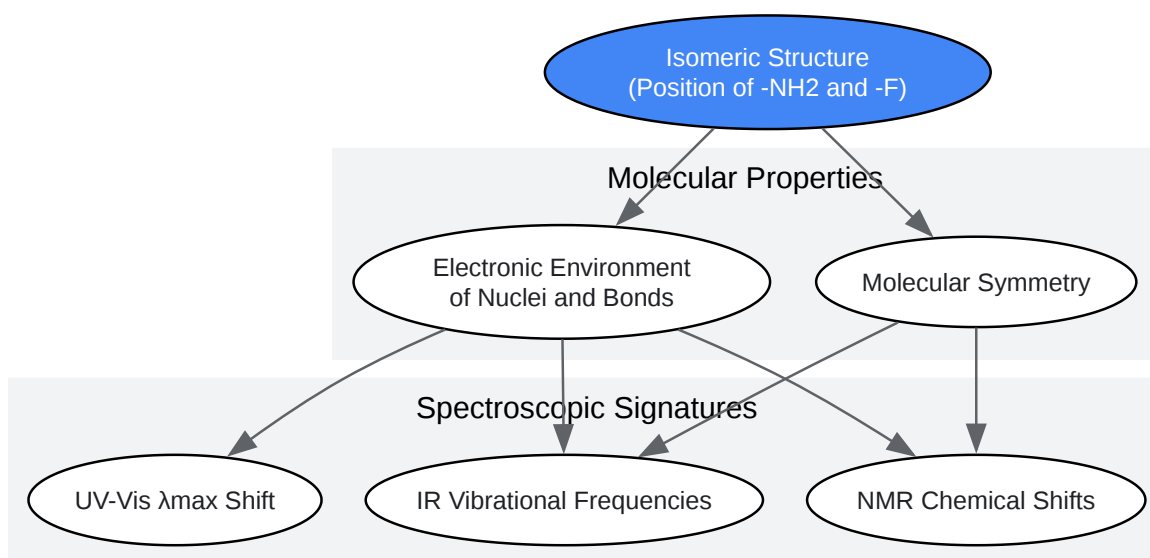 Isomeric Structure
(Position of -NH2 and -F)
Molecular Properties
Electronic Environment
of Nuclei and Bonds
Molecular Symmetry
Spectroscopic Signatures
UV-Vis λmax Shift
IR Vibrational Frequencies
NMR Chemical Shifts